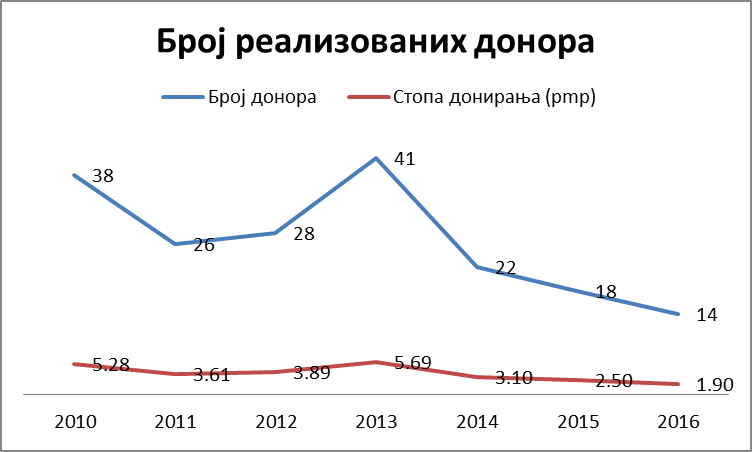 Број реализованих донора
Број донора Стопа донирања (pmp)
41
38
28
26
22
18
14
5.28 3.61 3.89 5.69 3.10 2.50 1.90
2010 2011 2012 2013 2014 2015 2016